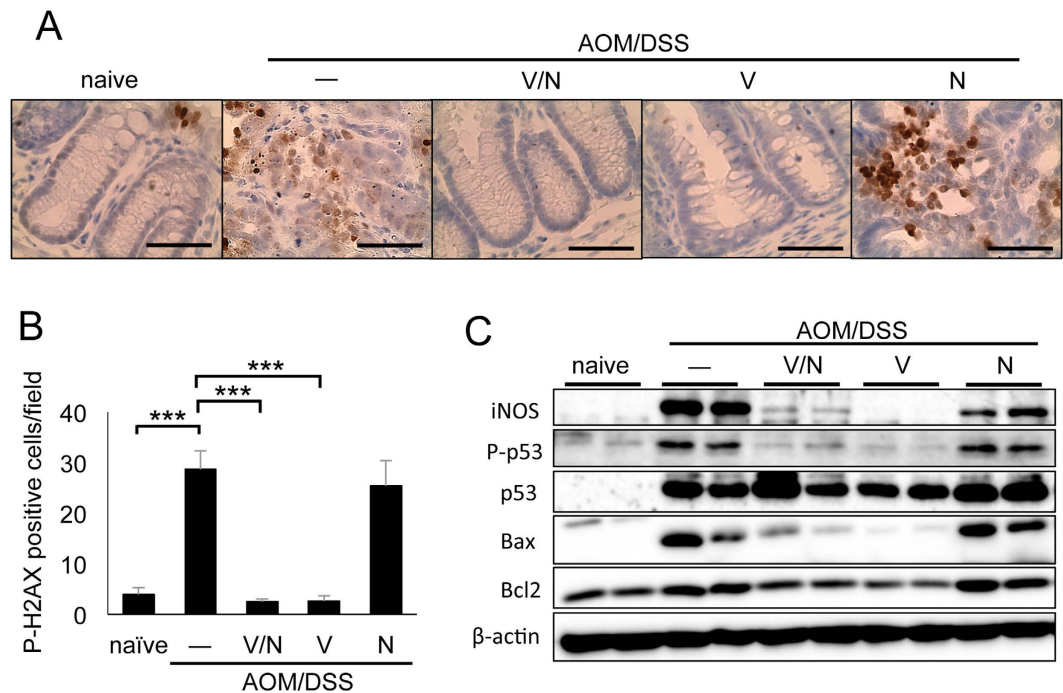 A
AOM/DSS
naive — V/N V N
B
P-H2AX positive cells/field
***
***
***
40
30
20
10
0
naïve — V/N V N
AOM/DSS
C
AOM/DSS
naive — V/N V N
iNOS
P-p53
p53
Bax
Bcl2
β-actin